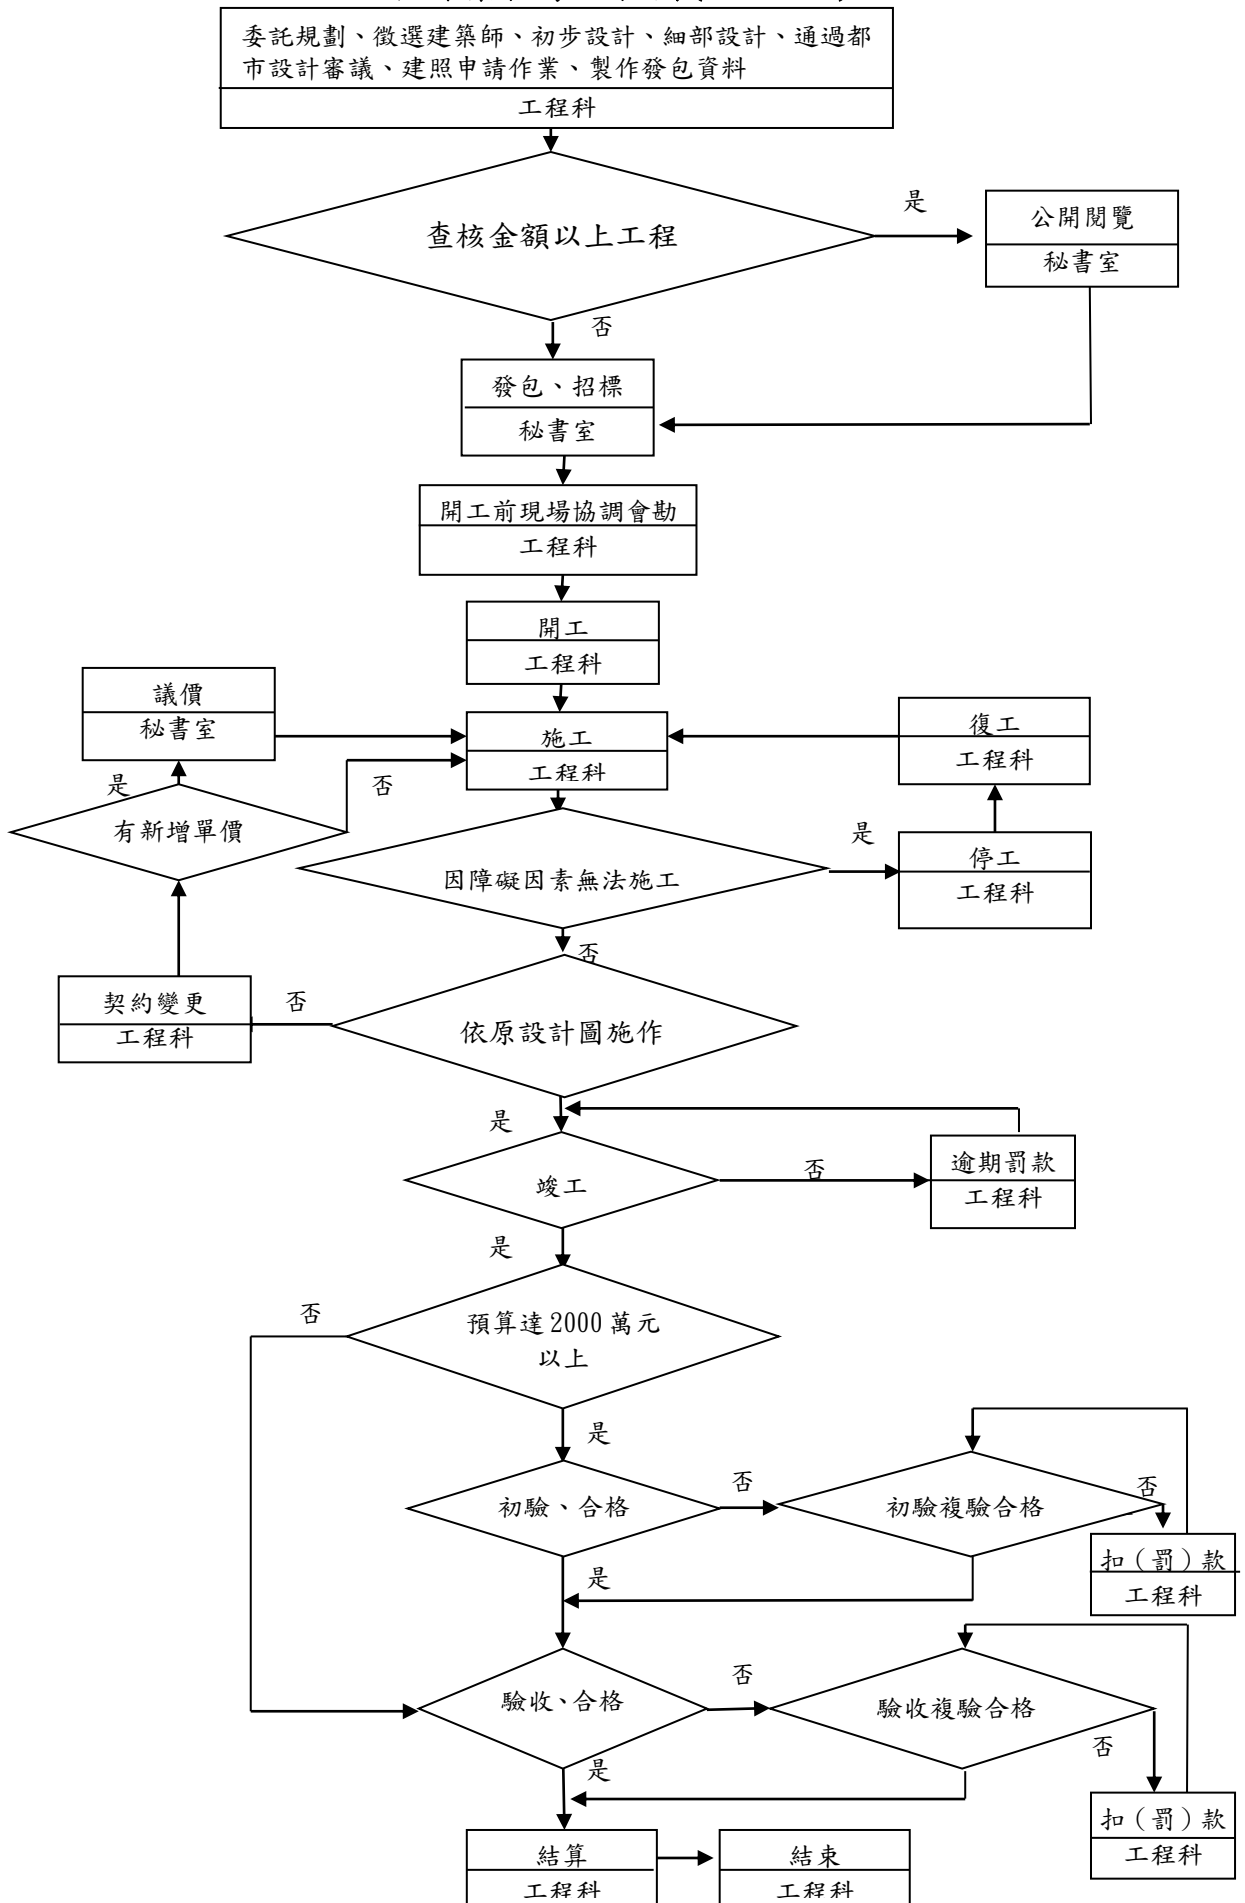 委託規劃、徵選建築師、初步設計、細部設計、通過都
市設計審議、建照申請作業、製作發包資料
工程科
查核金額以上工程
是
公開閱覽
秘書室
否
發包、招標
秘書室
開工前現場協調會勘
工程科
開工
工程科
議價
秘書室
施工
工程科
復工
工程科
是
否
有新增單價
因障礙因素無法施工
是
停工
工程科
否
契約變更
工程科
否
依原設計圖施作
是
竣工
否
逾期罰款
工程科
是
否
預算達2000萬元
以上
是
初驗、合格
否
初驗複驗合格
否
扣（罰）款
工程科
是
驗收、合格
否
驗收複驗合格
否
扣（罰）款
工程科
是
結算
工程科
結束
工程科